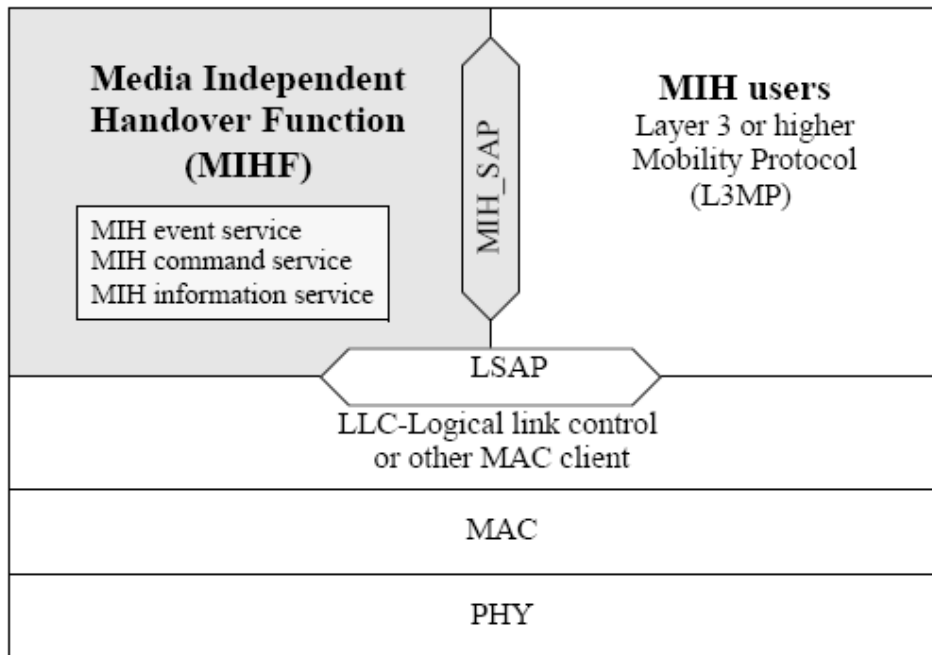 Media Independent
Handover Function
(MIHF)
MIH event service
MIH command service
MIH information service
MIH_SAP
MIH users
Layer 3 or higher
Mobility Protocol
(L3MP)
LSAP
LLC-Logical link control
or other MAC client
MAC
PHY